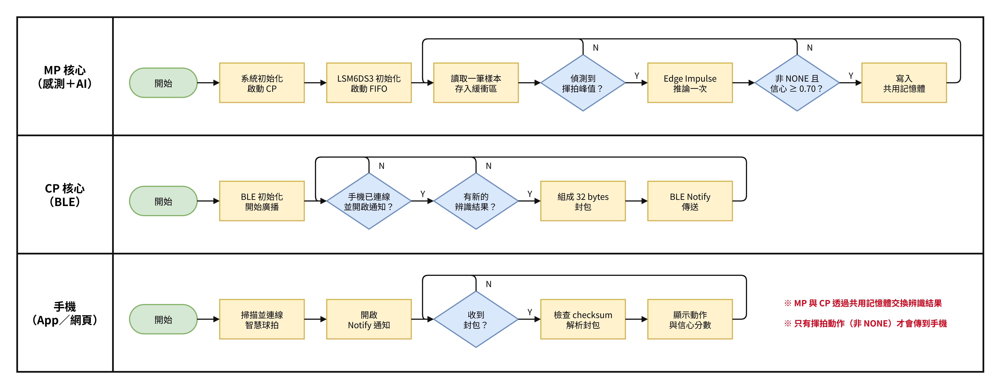 MP 核心
（感測＋AI）
開始
系統初始化
啟動 CP
LSM6DS3 初始化
啟動 FIFO
讀取一筆樣本
存入緩衝區
偵測到
揮拍峰值？
N
Y
Edge Impulse
推論一次
非 NONE 且
信心 ≥ 0.70？
N
Y
寫入
共用記憶體
CP 核心
（BLE）
開始
BLE 初始化
開始廣播
手機已連線
並開啟通知？
N
Y
有新的
辨識結果？
N
Y
組成 32 bytes
封包
BLE Notify
傳送
手機
（App／網頁）
開始
掃描並連線
智慧球拍
開啟
Notify 通知
收到
封包？
N
Y
檢查 checksum
解析封包
顯示動作
與信心分數
※ MP 與 CP 透過共用記憶體交換辨識結果
※ 只有揮拍動作（非 NONE）才會傳到手機